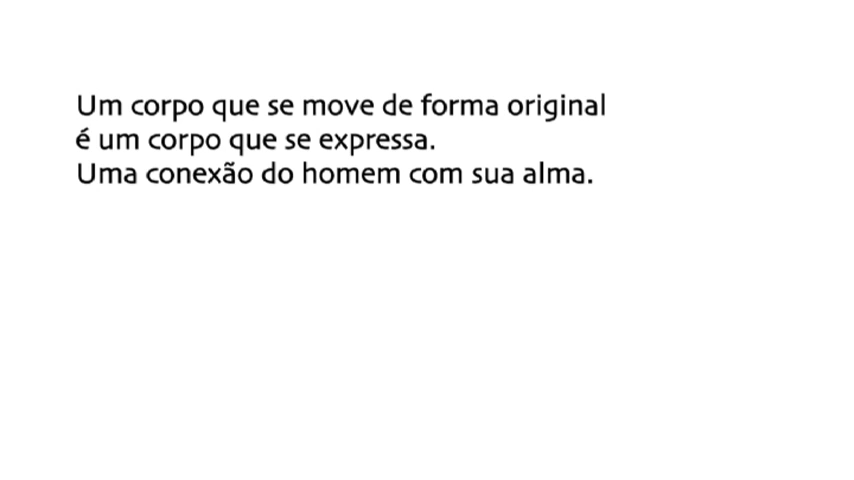 Um corpo que se move de forma original
é um corpo que se expressa.
Uma conexão do homem com sua alma.